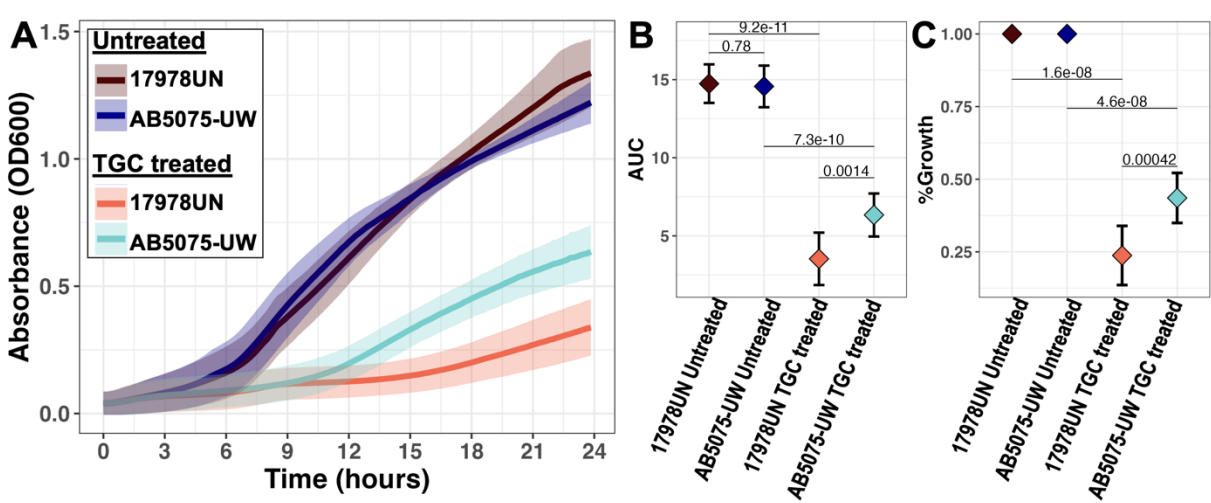 A
Absorbance (OD600)
1.5
1.0
0.5
0.0
Untreated
17978UN
AB5075-UW
TGC treated
17978UN
AB5075-UW
0 3 6 9 12 15 18 21 24
Time (hours)
B
AUC
15
10
5
9.2e-11
0.78
7.3e-10
0.0014
17978UN Untreated
AB5075-UW Untreated
17978UN TGC treated
AB5075-UW TGC treated
C
%Growth
1.00
0.75
0.50
0.25
1.6e-08
4.6e-08
0.00042
17978UN Untreated
AB5075-UW Untreated
17978UN TGC treated
AB5075-UW TGC treated